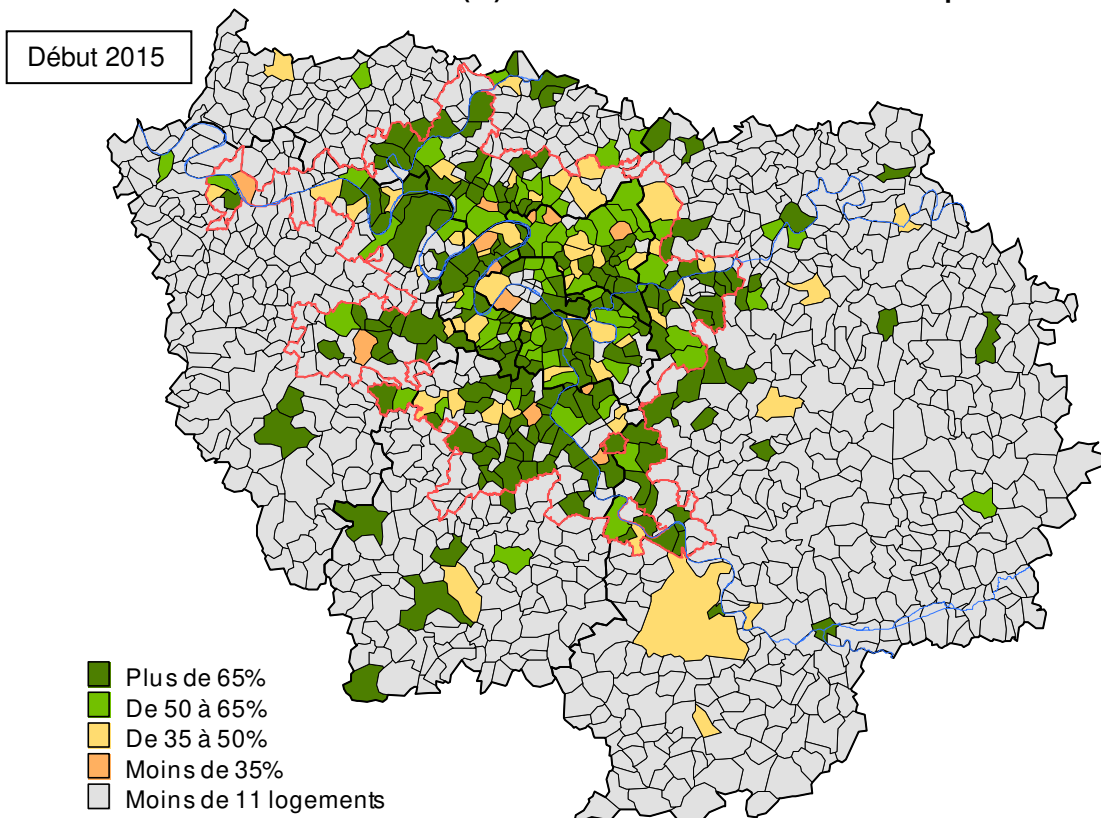 Début 2015
Plus de 65%
De 50 à 65%
De 35 à 50%
Moins de 35%
Moins de 11 logements